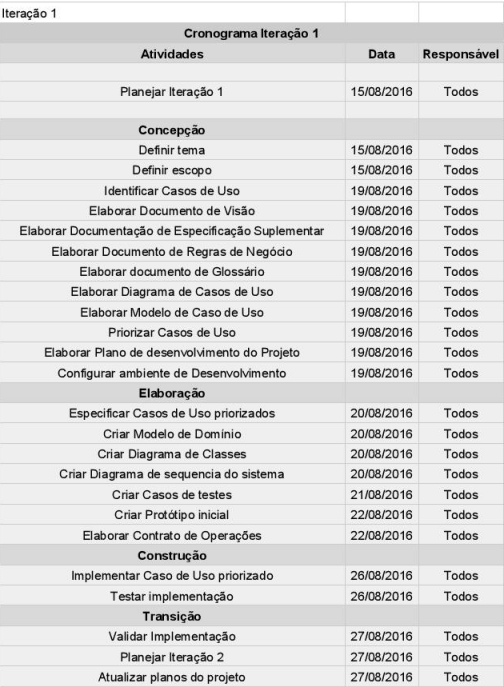 Iteração 1
Cronograma Iteração 1
Atividades Data Responsável
Planejar Iteração 1 15/08/2016 Todos
Concepção
Definir tema 15/08/2016 Todos
Definir escopo 15/08/2016 Todos
Identificar Casos de Uso 19/08/2016 Todos
Elaborar Documento de Visão 19/08/2016 Todos
Elaborar Documentação de Especificação Suplementar 19/08/2016 Todos
Elaborar Documento de Regras de Negócio 19/08/2016 Todos
Elaborar documento de Glossário 19/08/2016 Todos
Elaborar Diagrama de Casos de Uso 19/08/2016 Todos
Elaborar Modelo de Caso de Uso 19/08/2016 Todos
Priorizar Casos de Uso 19/08/2016 Todos
Elaborar Plano de desenvolvimento do Projeto 19/08/2016 Todos
Configurar ambiente de Desenvolvimento 19/08/2016 Todos
Elaboração
Especificar Casos de Uso priorizados 20/08/2016 Todos
Criar Modelo de Domínio 20/08/2016 Todos
Criar Diagrama de Classes 20/08/2016 Todos
Criar Diagrama de sequencia do sistema 20/08/2016 Todos
Criar Casos de testes 21/08/2016 Todos
Criar Protótipo inicial 22/08/2016 Todos
Elaborar Contrato de Operações 22/08/2016 Todos
Construção
Implementar Caso de Uso priorizado 26/08/2016 Todos
Testar implementação 26/08/2016 Todos
Transição
Validar Implementação 27/08/2016 Todos
Planejar Iteração 2 27/08/2016 Todos
Atualizar planos do projeto 27/08/2016 Todos